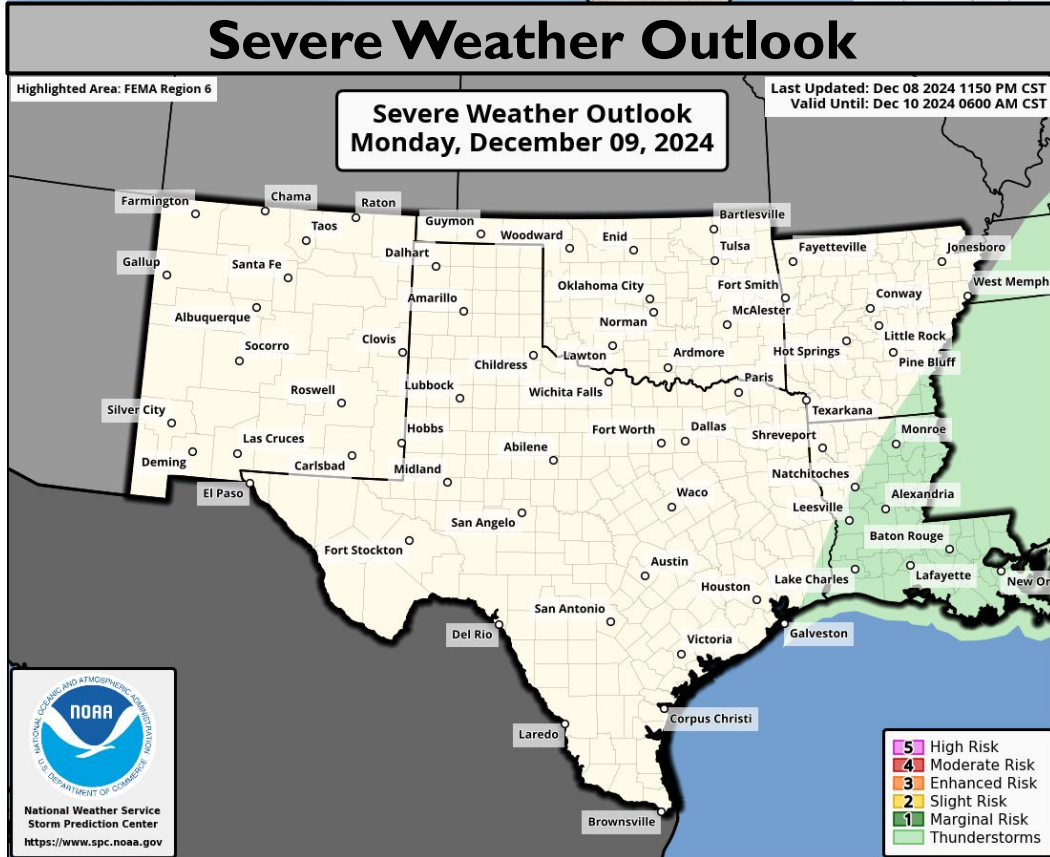 Severe Weather Outlook
Highlighted Area: FEMA Region 6
Last Updated: Dec 08 2024 1150 PM CST
Valid Until: Dec 10 2024 0600 AM CST
Severe Weather Outlook
Monday, December 09, 2024
Farmington
Chama
Raton
Taos
Guymon
Woodward
Enid
Bartlesville
Tulsa
Fayetteville
Jonesboro
Gallup
Santa Fe
Dalhart
Oklahoma City
Fort Smith
West Memph
Albuquerque
Amarillo
Norman
McAlester
Conway
Little Rock
Socorro
Clovis
Childress
Lawton
Ardmore
Hot Springs
Pine Bluff
Roswell
Lubbock
Wichita Falls
Paris
Texarkana
Silver City
Las Cruces
Hobbs
Abilene
Fort Worth
Dallas
Shreveport
Monroe
Deming
Carlsbad
Midland
Natchitoches
El Paso
San Angelo
Waco
Leesville
Alexandria
Fort Stockton
Baton Rouge
Austin
Houston
Lake Charles
Lafayette
New Or
San Antonio
Del Rio
Victoria
Galveston
Laredo
Corpus Christi
Brownsville
NATIONAL OCEANIC AND ATMOSPHERIC ADMINISTRATION
NOAA
U.S. DEPARTMENT OF COMMERCE
National Weather Service
Storm Prediction Center
https://www.spc.noaa.gov
5 High Risk
4 Moderate Risk
3 Enhanced Risk
2 Slight Risk
1 Marginal Risk
Thunderstorms